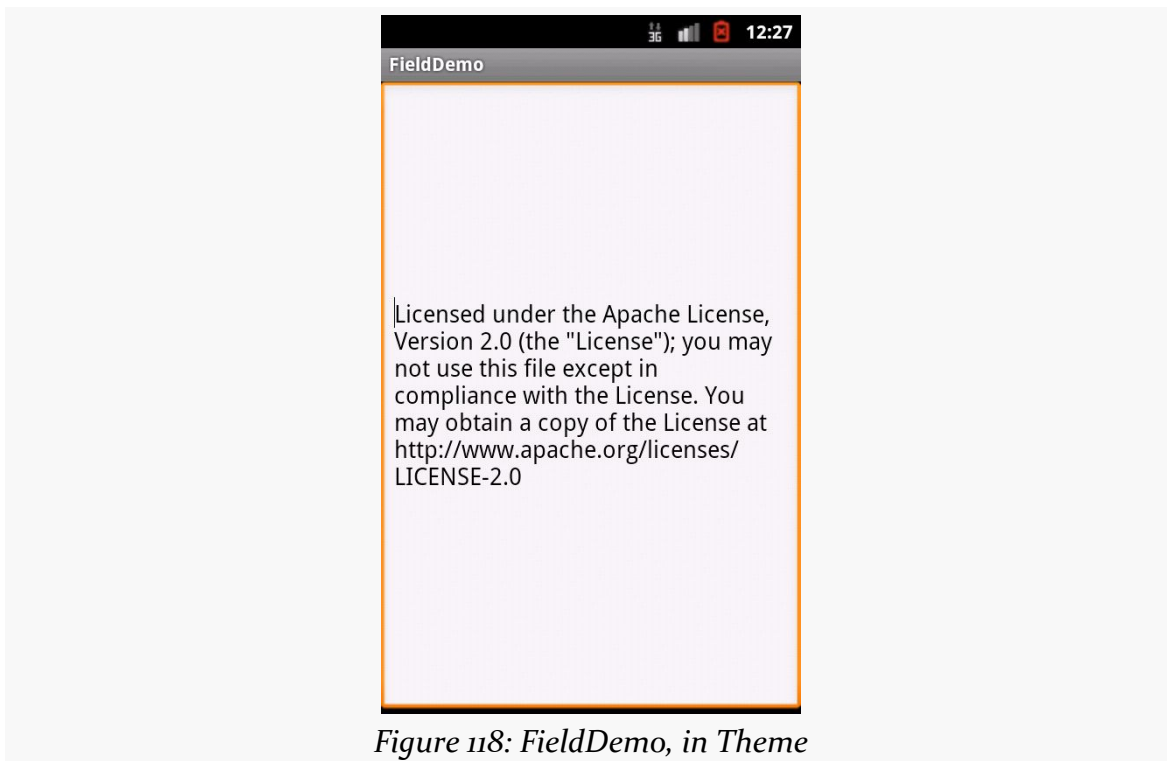 3G 12:27
FieldDemo
Licensed under the Apache License,
Version 2.0 (the "License"); you may
not use this file except in
compliance with the License. You
may obtain a copy of the License at
http://www.apache.org/licenses/
LICENSE-2.0
Figure 118: FieldDemo, in Theme